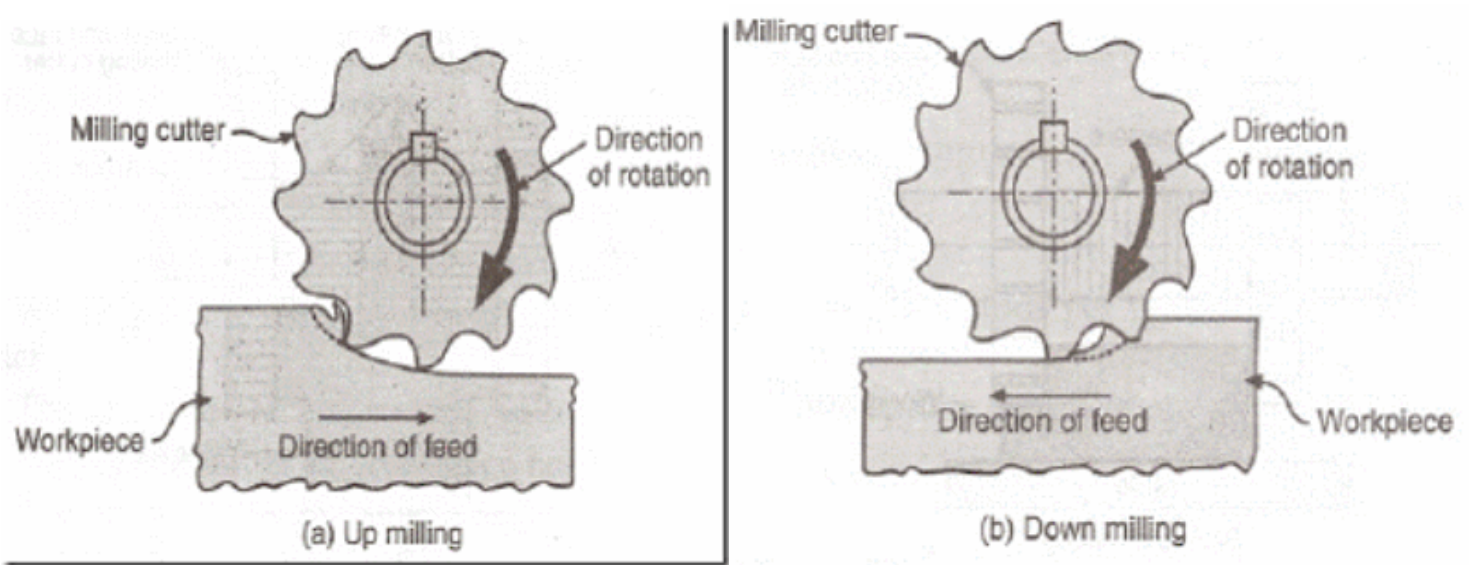 Milling cutter
Direction
of rotation
Workpiece
Direction of feed
(a) Up milling
Milling cutter
Direction
of rotation
Direction of feed
Workpiece
(b) Down milling